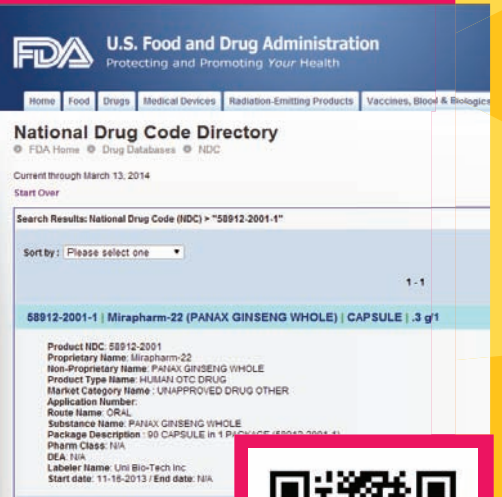 FDA U.S. Food and Drug Administration
Protecting and Promoting Your Health
Home Food Drugs Medical Devices Radiation-Emitting Products Vaccines, Blood & Biologics
National Drug Code Directory
FDA Home Drug Databases NDC
Current through March 13, 2014
Start Over
Search Results: National Drug Code (NDC) > "58912-2001-1"
Sort by : Please select one
1 - 1
58912-2001-1 | Mirapharm-22 (PANAX GINSENG WHOLE) | CAPSULE | .3 g/1
Product NDC: 58912-2001
Proprietary Name: Mirapharm-22
Non-Proprietary Name: PANAX GINSENG WHOLE
Product Type Name: HUMAN OTC DRUG
Market Category Name : UNAPPROVED DRUG OTHER
Application Number:
Route Name: ORAL
Substance Name: PANAX GINSENG WHOLE
Package Description : 90 CAPSULE in 1 PACKAGE (58912-2001-1)
Pharm Class: N/A
DEA: N/A
Labeler Name: Uni Bio-Tech Inc
Start date: 11-16-2013 / End date: N/A